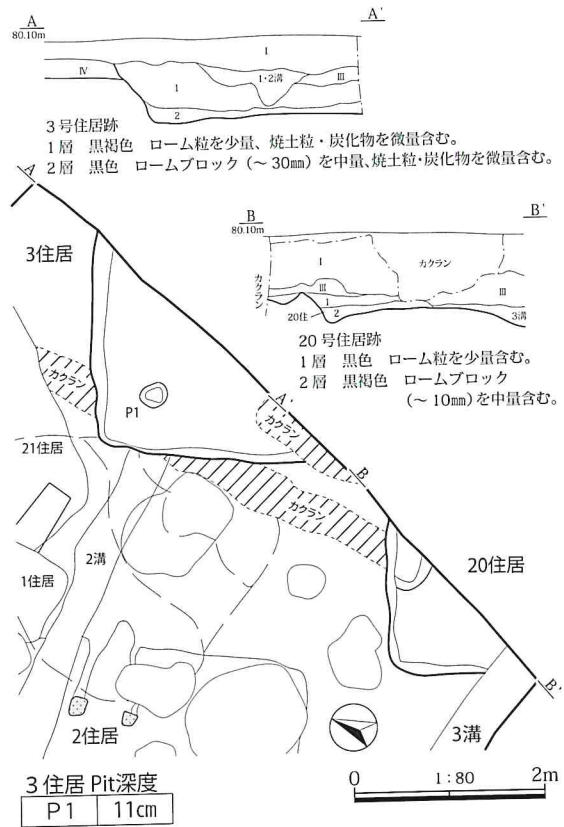 A A'
80.10m
I
IV 1 1・2溝 III
2
3号住居跡
1層 黒褐色 ローム粒を少量、焼土粒・炭化物を微量含む。
2層 黒色 ロームブロック(～30㎜)を中量、焼土粒・炭化物を微量含む。
B B'
80.10m
カクラン I カクラン
III III
20住 1
2 3溝
20号住居跡
1層 黒色 ローム粒を少量含む。
2層 黒褐色 ロームブロック
(～10㎜)を中量含む。
A
3住居
カクラン P1 A'
カクラン
B
21住居
カクラン
2溝
1住居
20住居
B'
2住居
3溝
3住居 Pit深度
P1 11cm
0 1:80 2m